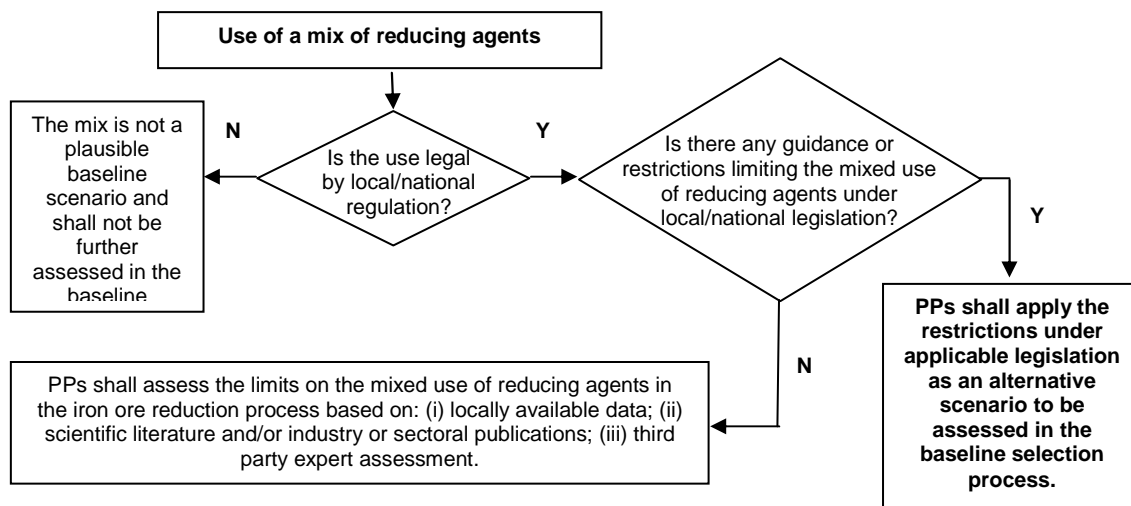 Use of a mix of reducing agents
N
The mix is not a
plausible
baseline
scenario and
shall not be
further
assessed in the
baseline
Is the use legal
by local/national
regulation?
Y
Is there any guidance or
restrictions limiting the mixed use
of reducing agents under
local/national legislation?
Y
PPs shall apply the
restrictions under
applicable legislation
as an alternative
scenario to be
assessed in the
baseline selection
process.
N
PPs shall assess the limits on the mixed use of reducing agents in
the iron ore reduction process based on: (i) locally available data; (ii)
scientific literature and/or industry or sectoral publications; (iii) third
party expert assessment.